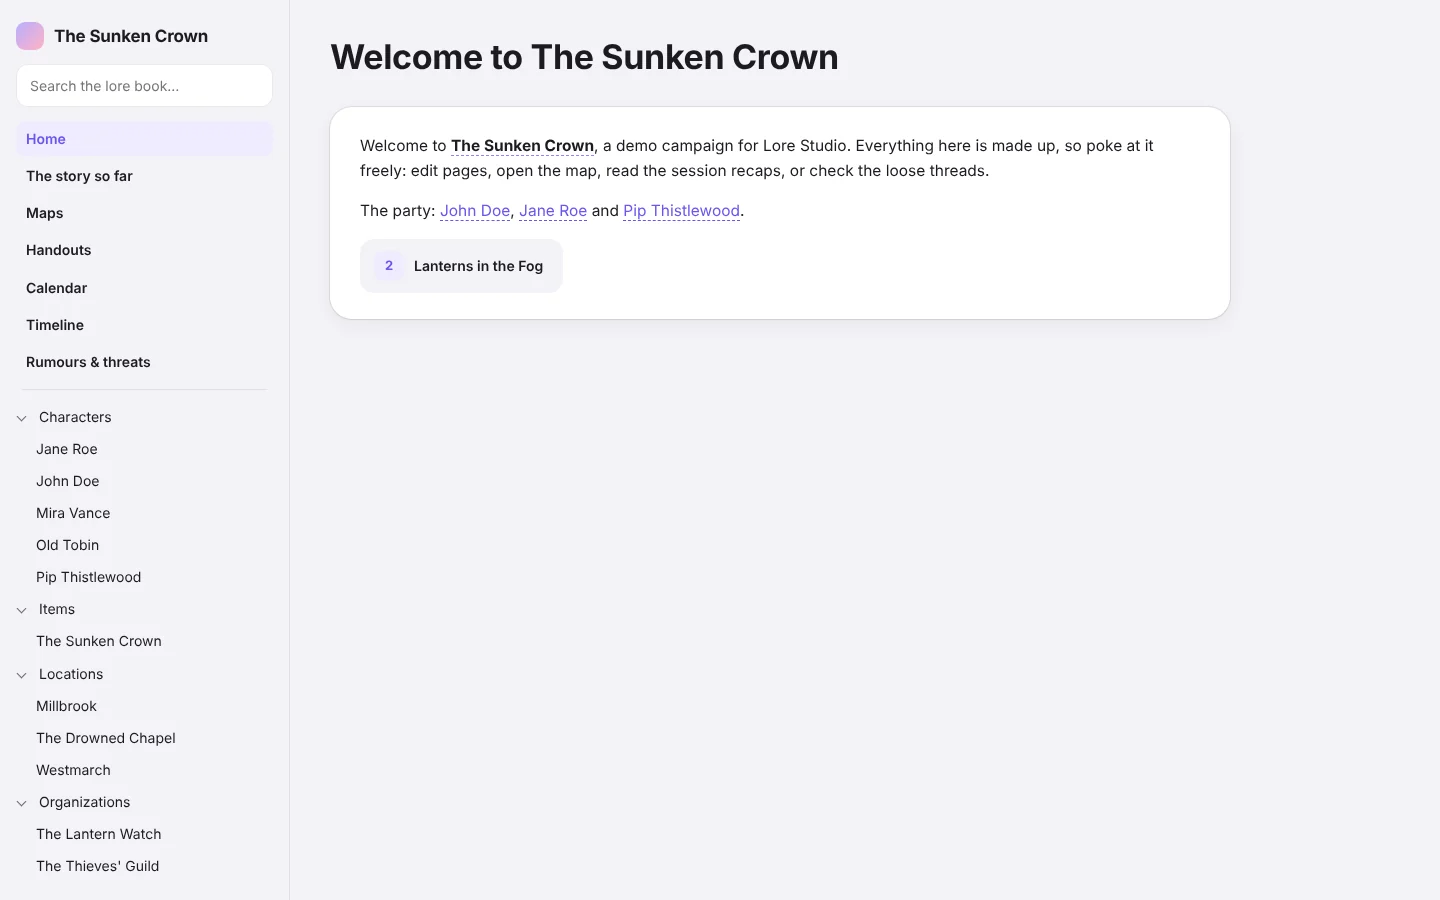 The Sunken Crown
Search the lore book...
Home
The story so far
Maps
Handouts
Calendar
Timeline
Rumours & threats
Characters
Jane Roe
John Doe
Mira Vance
Old Tobin
Pip Thistlewood
Items
The Sunken Crown
Locations
Millbrook
The Drowned Chapel
Westmarch
Organizations
The Lantern Watch
The Thieves' Guild
Welcome to The Sunken Crown
Welcome to The Sunken Crown, a demo campaign for Lore Studio. Everything here is made up, so poke at it
freely: edit pages, open the map, read the session recaps, or check the loose threads.
The party: John Doe, Jane Roe and Pip Thistlewood.
2 Lanterns in the Fog